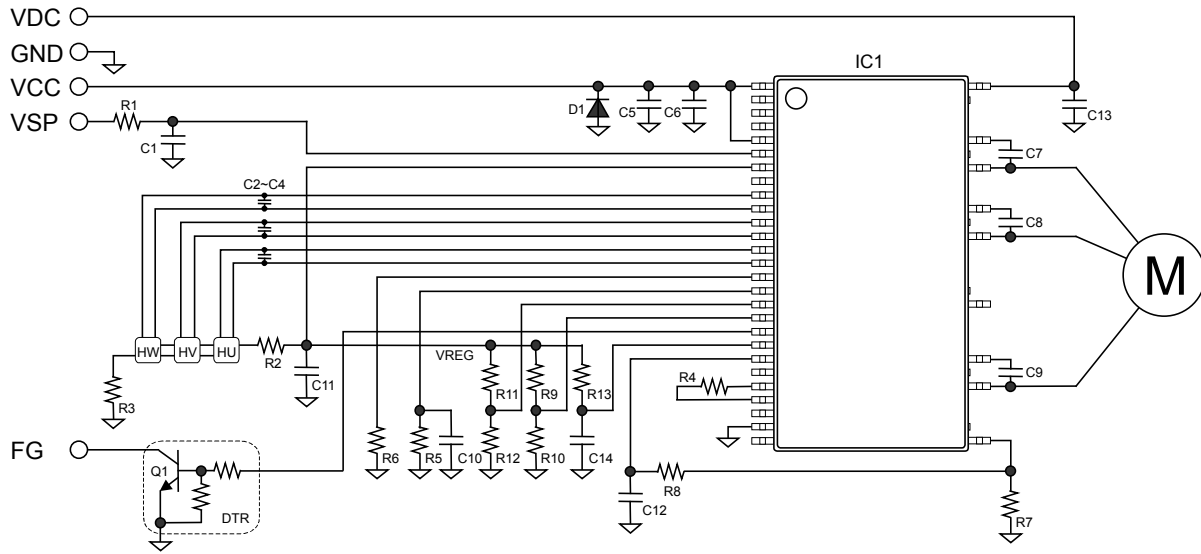 VDC
GND
VCC
VSP
R1
C1
D1
C5
C6
IC1
C13
C7
C8
M
C9
C2~C4
HW
HV
HU
R2
VREG
C11
R3
R11
R9
R13
R4
R6
R5
C10
R12
R10
C14
FG
Q1
DTR
R8
C12
R7